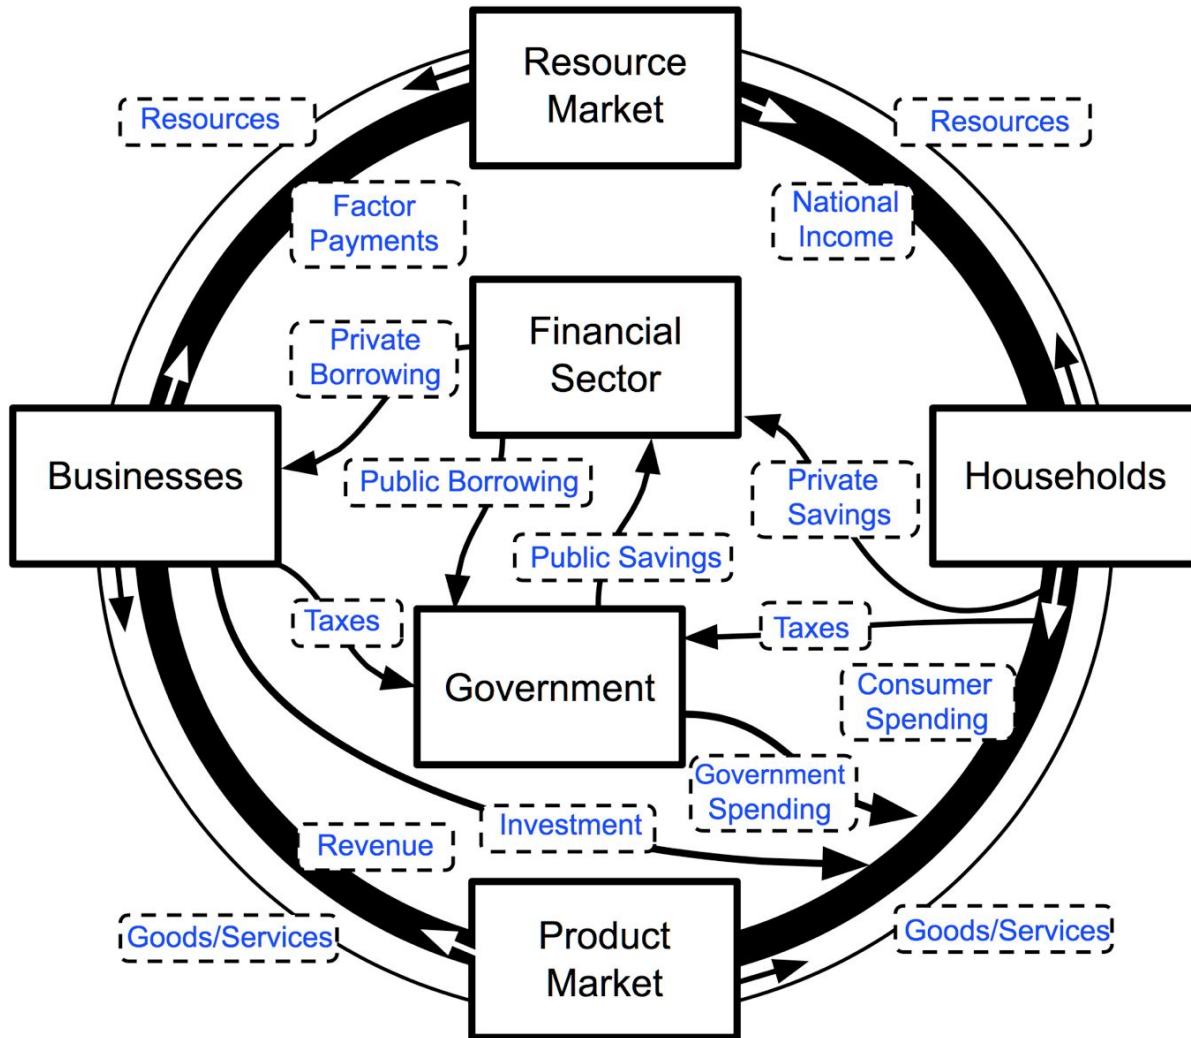 Resource
Market
Resources
Resources
Factor
Payments
National
Income
Financial
Sector
Private
Borrowing
Businesses
Public Borrowing
Private
Savings
Households
Public Savings
Taxes
Taxes
Government
Consumer
Spending
Government
Spending
Investment
Revenue
Goods/Services
Product
Market
Goods/Services